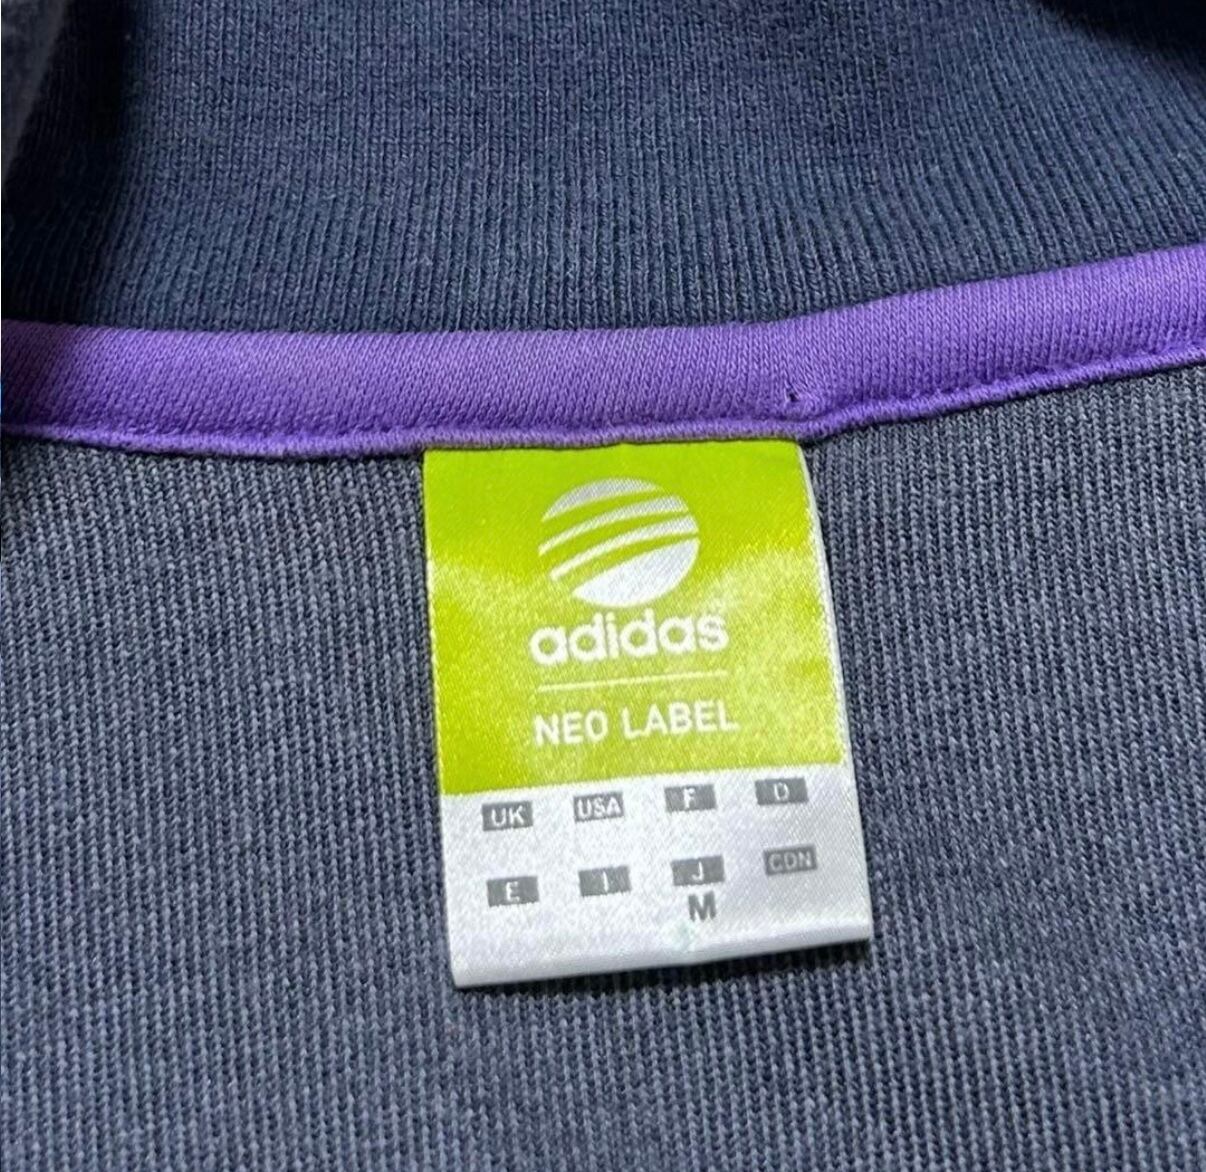 adidas
NEO LABEL
UK USA F D
E I J CDN
M